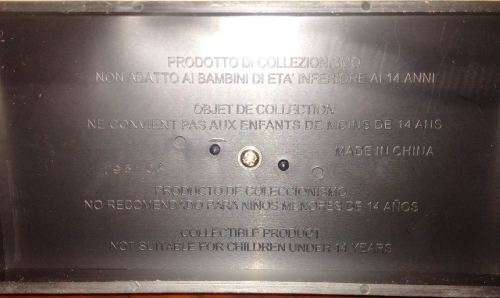 PRODOTTO DI COLLEZIONISMO
NON ADATTO AI BAMBINI DI ETA' INFERIORE AI 14 ANNI
OBJET DE COLLECTION
NE CONVIENT PAS AUX ENFANTS DE MOINS DE 14 ANS
MADE IN CHINA
PRODUCTO DE COLECCIONISMO
NO RECOMENDADO PARA NIÑOS MENORES DE 14 AÑOS
COLLECTIBLE PRODUCT
NOT SUITABLE FOR CHILDREN UNDER 14 YEARS